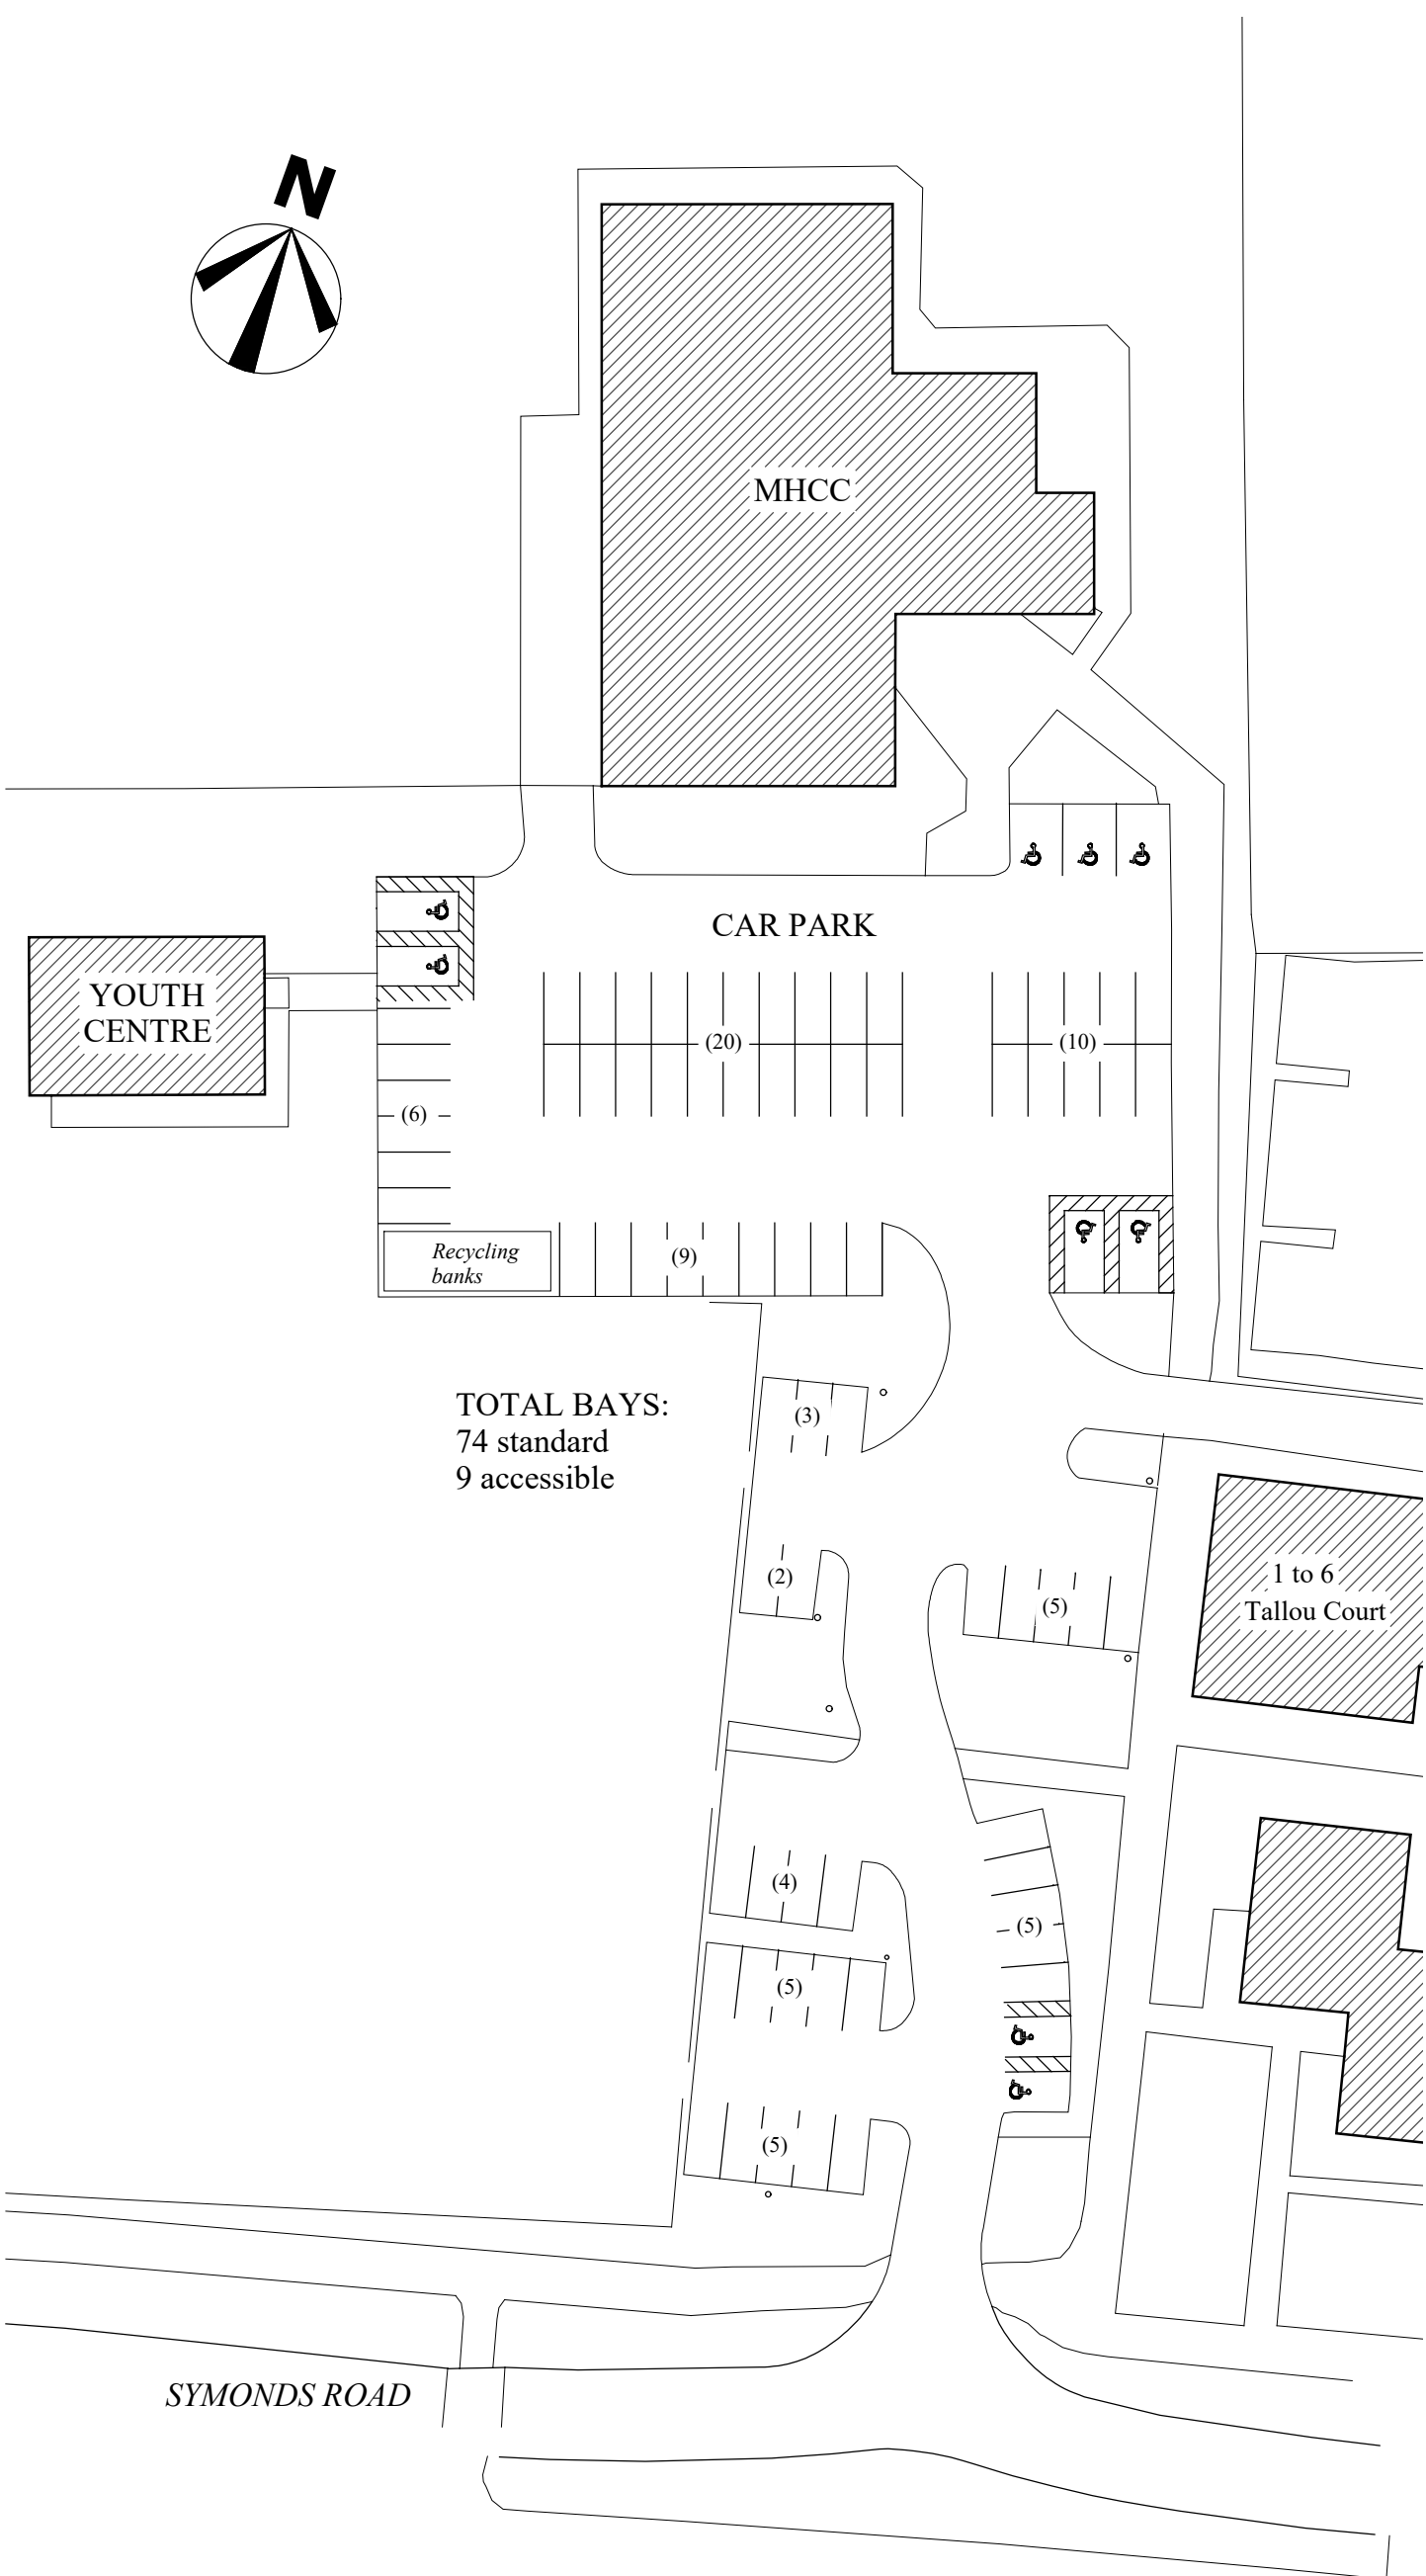 N
MHCC
CAR PARK
YOUTH
CENTRE
(20)
(10)
(6)
Recycling
banks
(9)
TOTAL BAYS:
74 standard
9 accessible
(3)
(2)
(5)
1 to 6
Tallou Court
(4)
(5)
(5)
(5)
SYMONDS ROAD